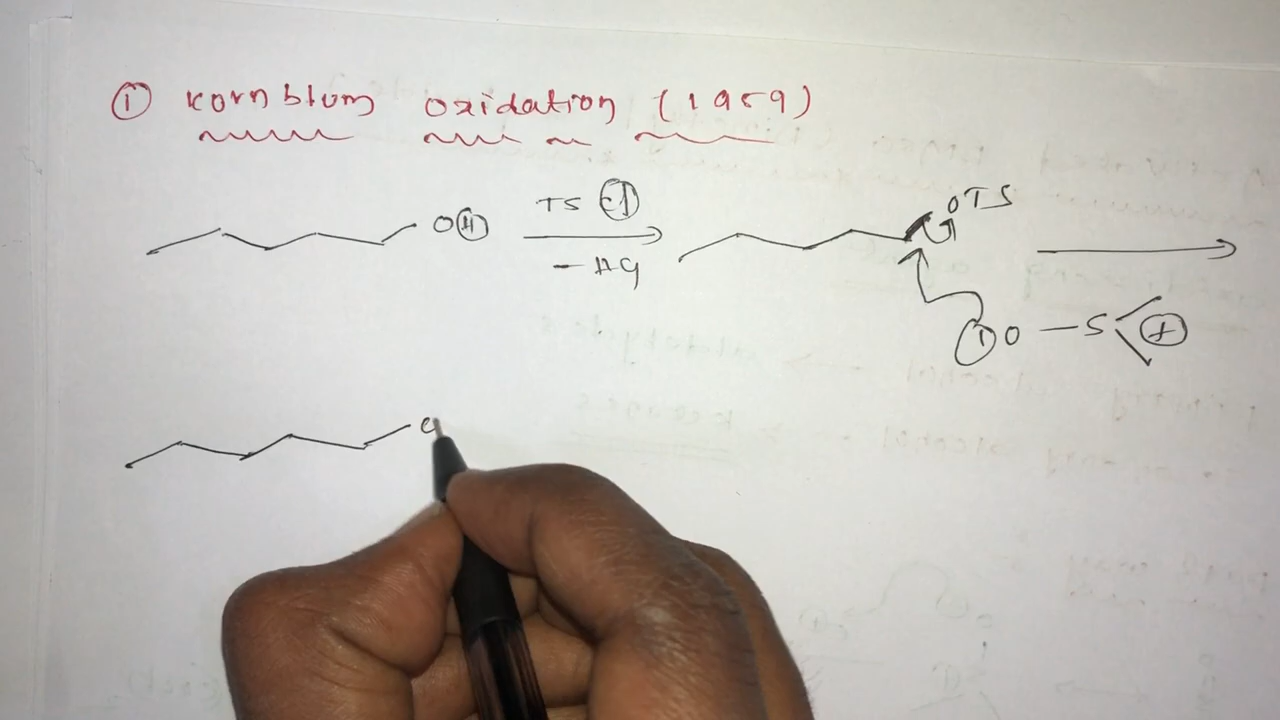 ① Kornblum oxidation (1959)
OH TsCl OTS
- HCl
⊖ O — S ⊕
O